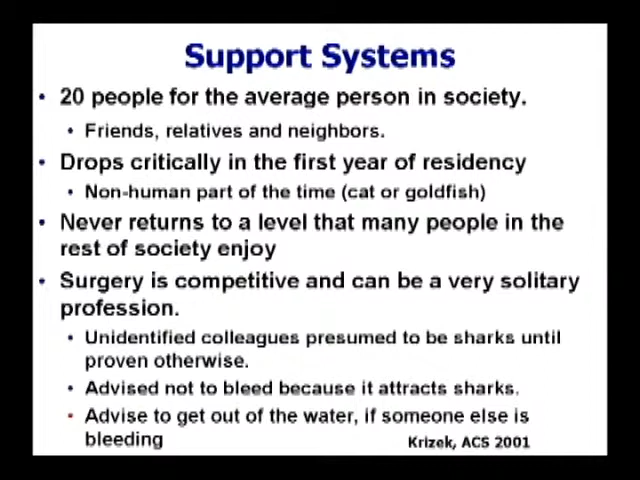 Support Systems
• 20 people for the average person in society.
• Friends, relatives and neighbors.
• Drops critically in the first year of residency
• Non-human part of the time (cat or goldfish)
• Never returns to a level that many people in the
rest of society enjoy
• Surgery is competitive and can be a very solitary
profession.
• Unidentified colleagues presumed to be sharks until
proven otherwise.
• Advised not to bleed because it attracts sharks.
• Advise to get out of the water, if someone else is
bleeding
Krizek, ACS 2001